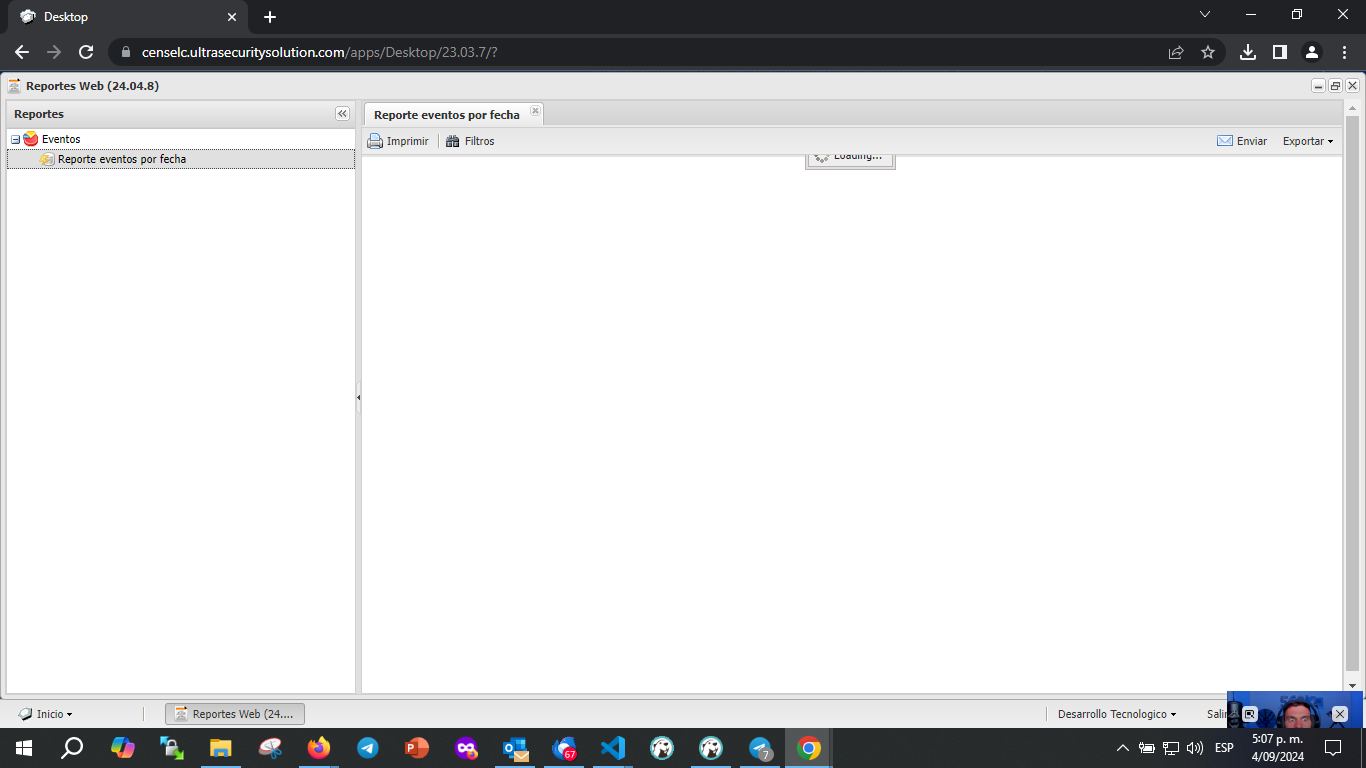 Desktop
censelc.ultrasecuritysolution.com/apps/Desktop/23.03.7/?
Reportes Web (24.04.8)
Reportes
Reporte eventos por fecha
Eventos
Imprimir
Filtros
Enviar
Exportar
Reporte eventos por fecha
Loading...
Inicio
Reportes Web (24....
Desarrollo Tecnologico
67
7
ESP
5:07 p. m.
4/09/2024